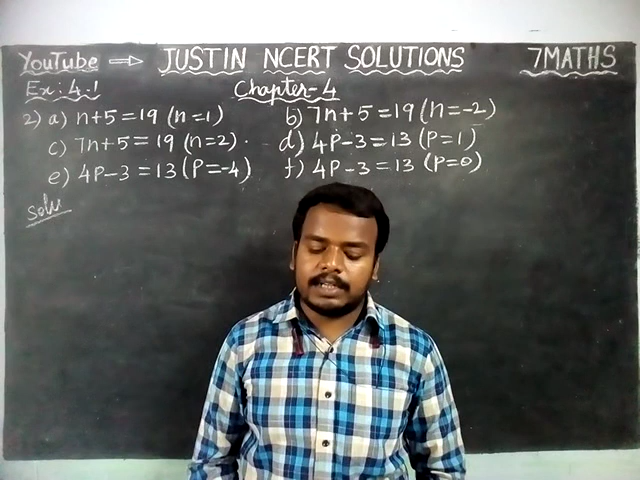 YouTube ⇒ JUSTIN NCERT SOLUTIONS 7MATHS
Ex: 4.1 Chapter-4
2) a) n+5=19 (n=1) b) 7n+5=19(n=-2)
c) 7n+5=19 (n=2). d) 4p-3=13 (p=1)
e) 4p-3=13(p=-4) f) 4p-3=13 (p=0)
Solu